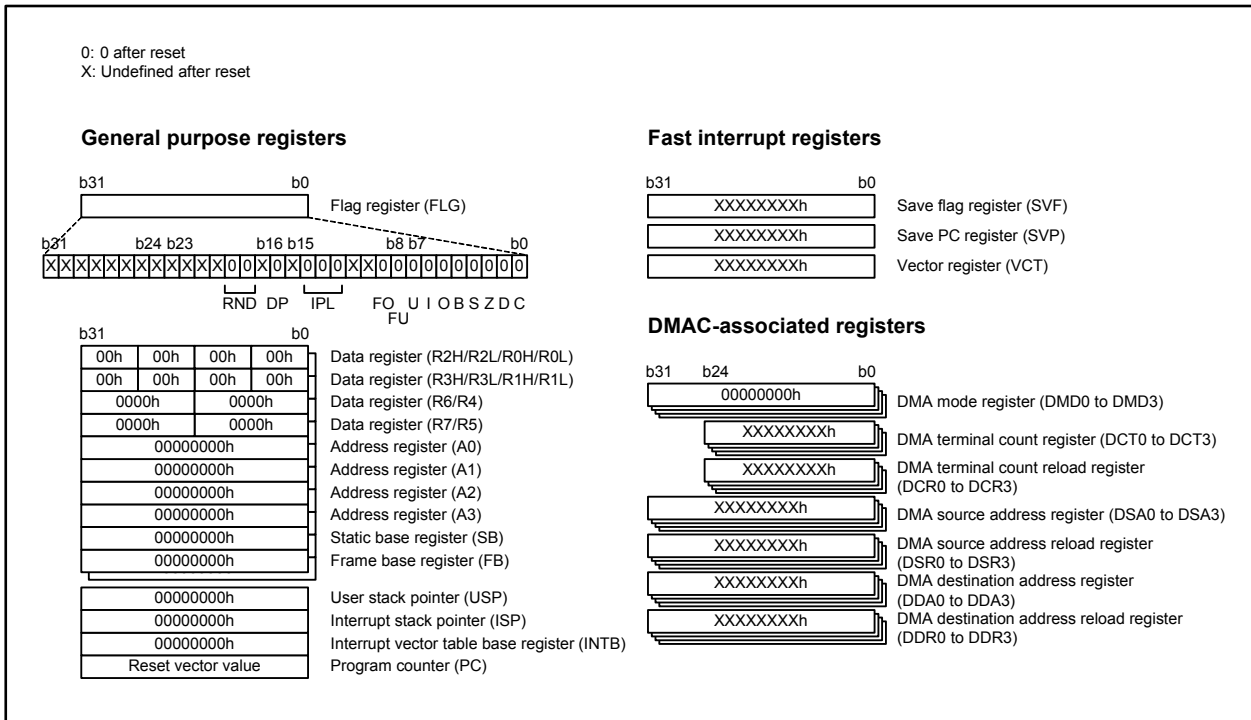 0: 0 after reset
X: Undefined after reset
General purpose registers
b31 b0
Flag register (FLG)
b31 b24 b23 b16 b15 b8 b7 b0
X X X X X X X X X X X X 0 0 X 0 X 0 0 0 X X 0 0 0 0 0 0 0 0 0 0
RND DP IPL FO U I O B S Z D C
FU
b31 b0
00h 00h 00h 00h Data register (R2H/R2L/R0H/R0L)
00h 00h 00h 00h Data register (R3H/R3L/R1H/R1L)
0000h 0000h Data register (R6/R4)
0000h 0000h Data register (R7/R5)
00000000h Address register (A0)
00000000h Address register (A1)
00000000h Address register (A2)
00000000h Address register (A3)
00000000h Static base register (SB)
00000000h Frame base register (FB)
00000000h User stack pointer (USP)
00000000h Interrupt stack pointer (ISP)
00000000h Interrupt vector table base register (INTB)
Reset vector value Program counter (PC)
Fast interrupt registers
b31 b0
XXXXXXXXh Save flag register (SVF)
XXXXXXXXh Save PC register (SVP)
XXXXXXXXh Vector register (VCT)
DMAC-associated registers
b31 b24 b0
00000000h DMA mode register (DMD0 to DMD3)
XXXXXXXXh DMA terminal count register (DCT0 to DCT3)
XXXXXXXXh DMA terminal count reload register
(DCR0 to DCR3)
XXXXXXXXh DMA source address register (DSA0 to DSA3)
XXXXXXXXh DMA source address reload register
(DSR0 to DSR3)
XXXXXXXXh DMA destination address register
(DDA0 to DDA3)
XXXXXXXXh DMA destination address reload register
(DDR0 to DDR3)